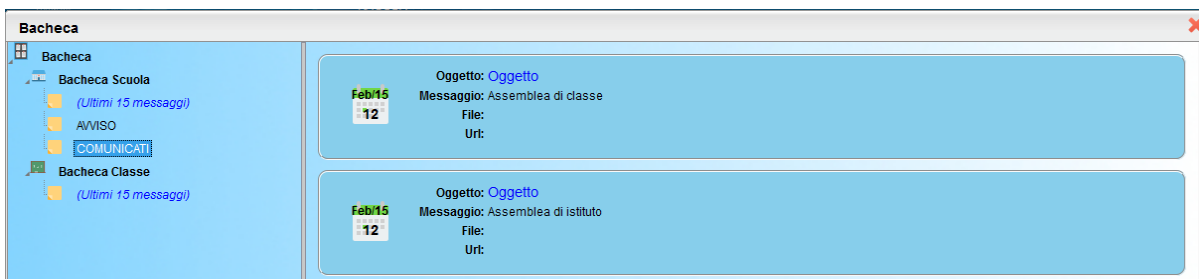 Bacheca
Bacheca
Bacheca Scuola
(Ultimi 15 messaggi)
AVVISO
COMUNICATI
Bacheca Classe
(Ultimi 15 messaggi)
Feb/15
12
Oggetto: Oggetto
Messaggio: Assemblea di classe
File:
Url:
Feb/15
12
Oggetto: Oggetto
Messaggio: Assemblea di istituto
File:
Url: